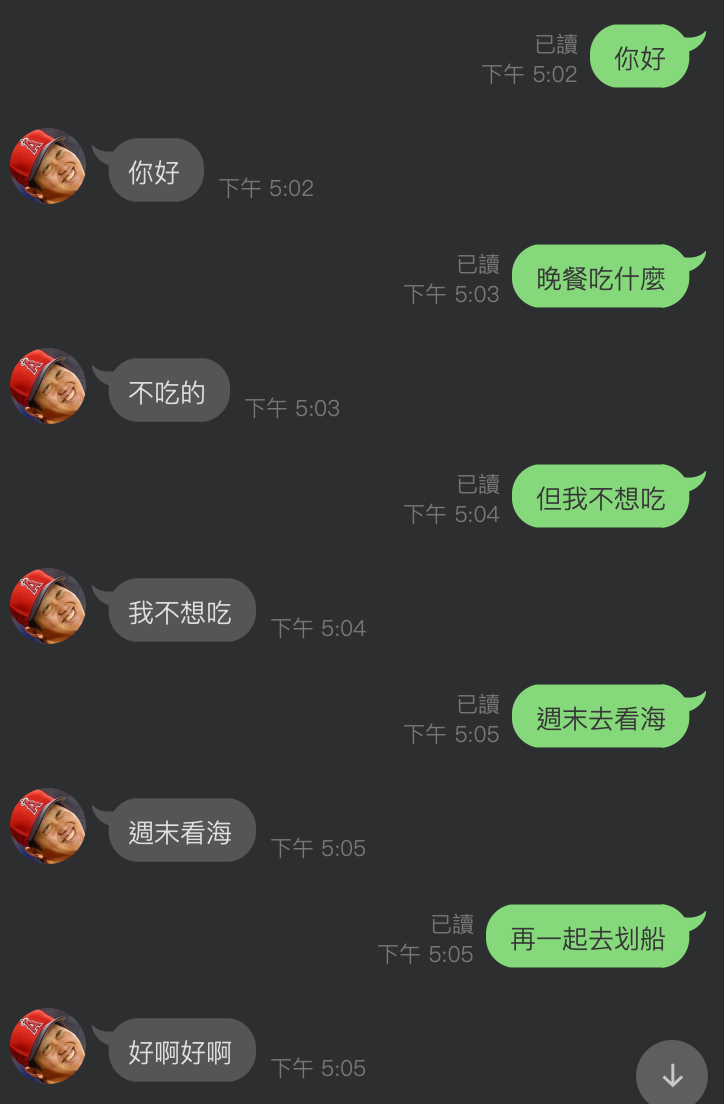 已讀
下午 5:02
你好
你好
下午 5:02
已讀
下午 5:03
晚餐吃什麼
不吃的
下午 5:03
已讀
下午 5:04
但我不想吃
我不想吃
下午 5:04
已讀
下午 5:05
週末去看海
週末看海
下午 5:05
已讀
下午 5:05
再一起去划船
好啊好啊
下午 5:05